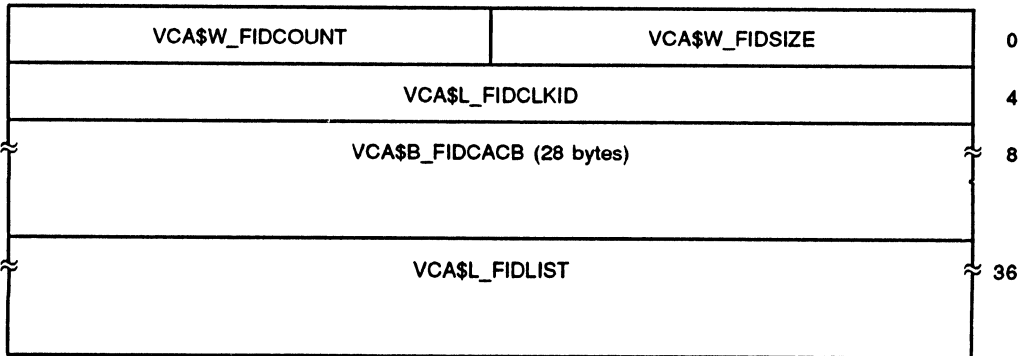 VCA$W_FIDCOUNT VCA$W_FIDSIZE 0
VCA$L_FIDCLKID 4
VCA$B_FIDCACB (28 bytes) 8
VCA$L_FIDLIST 36